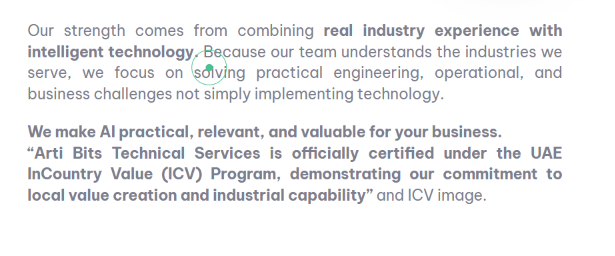 Our strength comes from combining real industry experience with
intelligent technology. Because our team understands the industries we
serve, we focus on solving practical engineering, operational, and
business challenges not simply implementing technology.
We make AI practical, relevant, and valuable for your business.
“Arti Bits Technical Services is officially certified under the UAE
InCountry Value (ICV) Program, demonstrating our commitment to
local value creation and industrial capability” and ICV image.